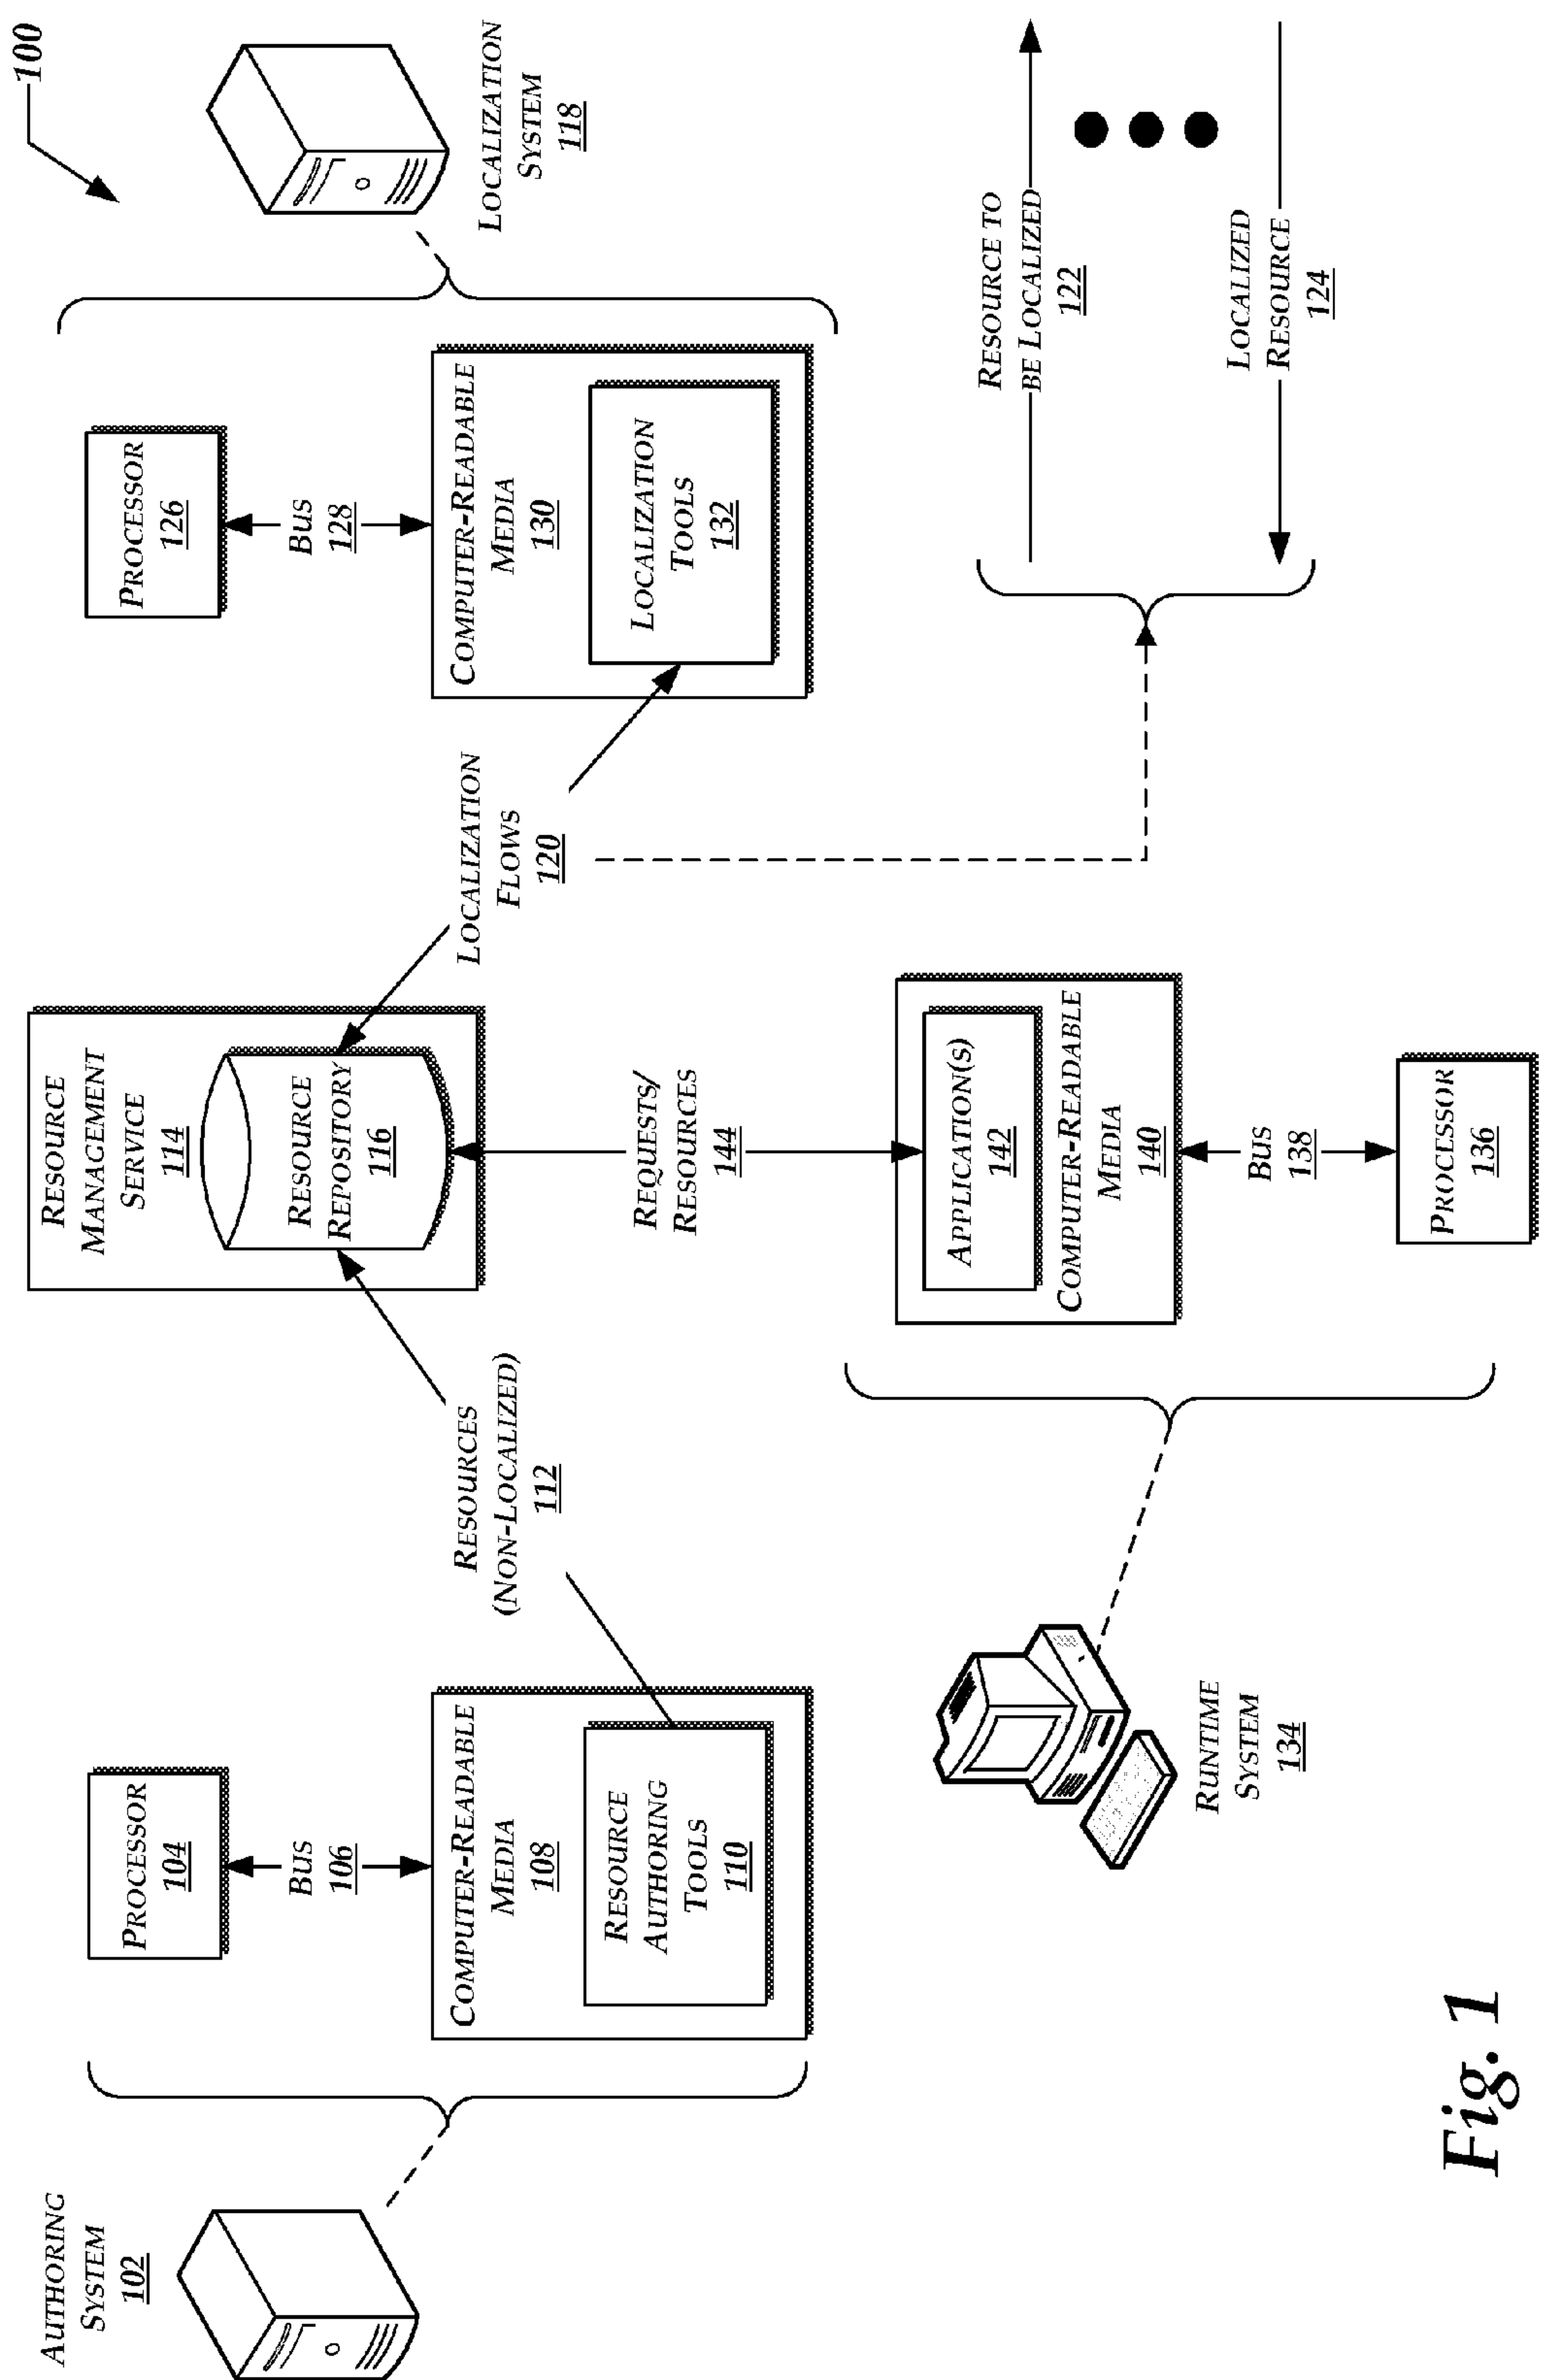 100
AUTHORING
SYSTEM
102
PROCESSOR
104
BUS
106
COMPUTER-READABLE
MEDIA
108
RESOURCE
AUTHORING
TOOLS
110
RESOURCES
(NON-LOCALIZED)
112
RESOURCE
MANAGEMENT
SERVICE
114
RESOURCE
REPOSITORY
116
LOCALIZATION
FLOWS
120
PROCESSOR
126
BUS
128
COMPUTER-READABLE
MEDIA
130
LOCALIZATION
TOOLS
132
LOCALIZATION
SYSTEM
118
REQUESTS/
RESOURCES
144
APPLICATION(S)
142
COMPUTER-READABLE
MEDIA
140
BUS
138
PROCESSOR
136
RUNTIME
SYSTEM
134
RESOURCE TO
BE LOCALIZED
122
LOCALIZED
RESOURCE
124
Fig. 1